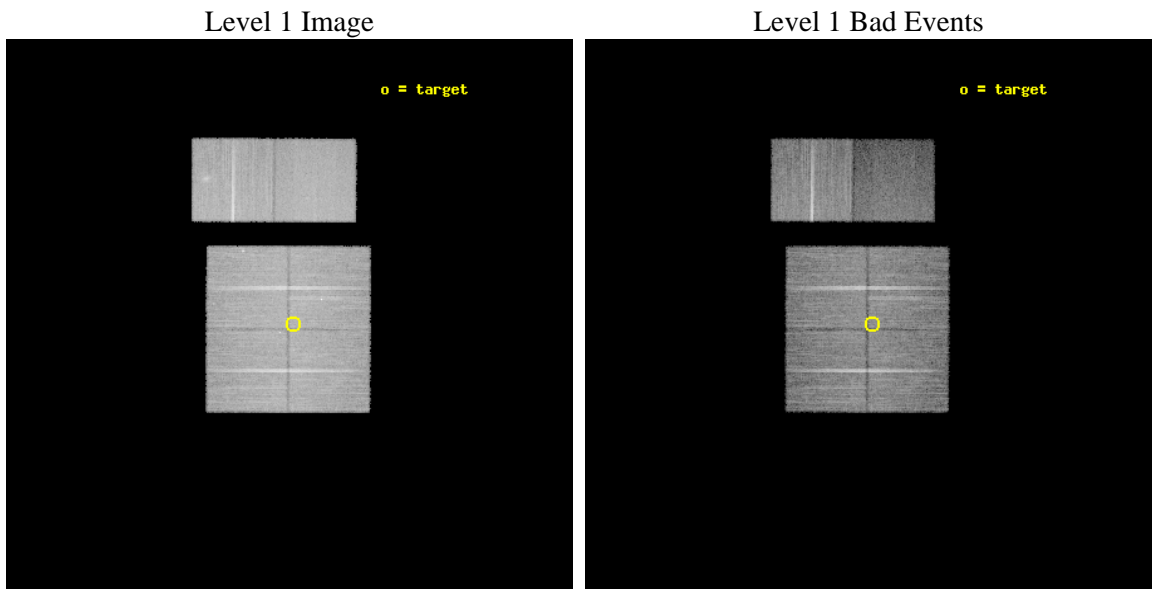 Level 1 Image
Level 1 Bad Events
o = target
o = target